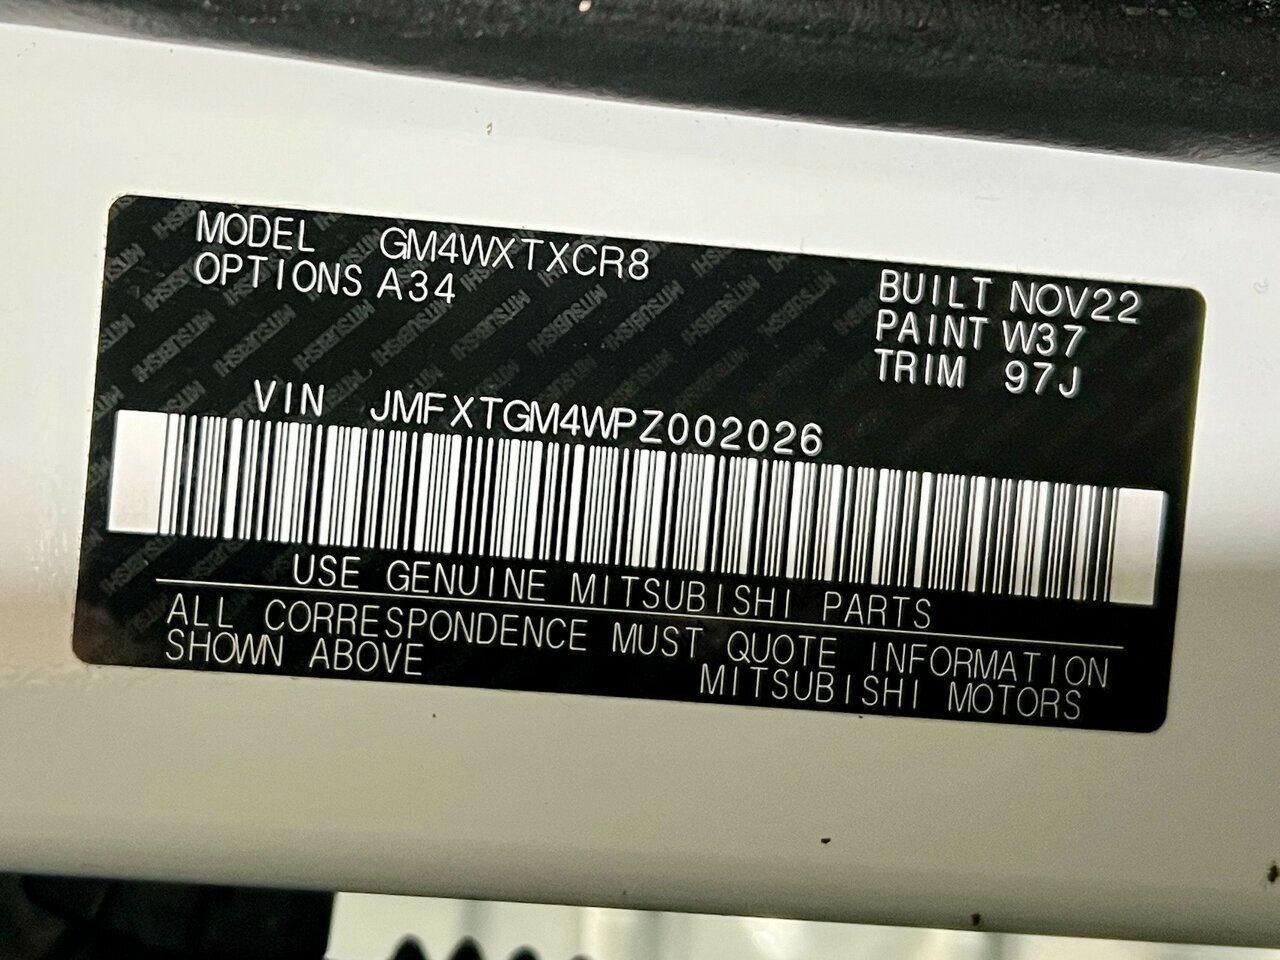 MODEL GM4WXTXCR8
OPTIONS A34
BUILT NOV22
PAINT W37
TRIM 97J
VIN JMFXTGM4WPZ002026
USE GENUINE MITSUBISHI PARTS
ALL CORRESPONDENCE MUST QUOTE INFORMATION
SHOWN ABOVE
MITSUBISHI MOTORS